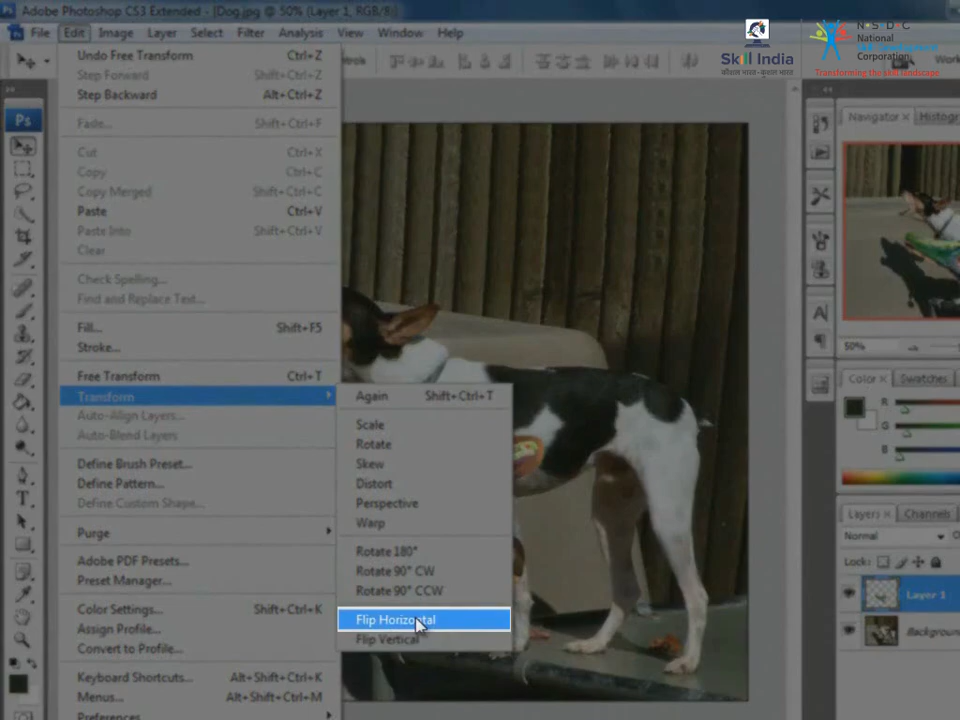 Adobe Photoshop CS3 Extended - [Dog.jpg @ 50% (Layer 1, RGB/8)]
File Edit Image Layer Select Filter Analysis View Window Help
Skill India
कौशल भारत-कुशल भारत
N·S·D·C
National
Skill Development
Corporation
Transforming the skill landscape
Undo Free Transform Ctrl+Z
Step Forward Shift+Ctrl+Z
Step Backward Alt+Ctrl+Z
Fade... Shift+Ctrl+F
Cut Ctrl+X
Copy Ctrl+C
Copy Merged Shift+Ctrl+C
Paste Ctrl+V
Paste Into Shift+Ctrl+V
Clear
Check Spelling...
Find and Replace Text...
Fill... Shift+F5
Stroke...
Free Transform Ctrl+T
Transform
Auto-Align Layers...
Auto-Blend Layers
Define Brush Preset...
Define Pattern...
Define Custom Shape...
Purge
Adobe PDF Presets...
Preset Manager...
Color Settings... Shift+Ctrl+K
Assign Profile...
Convert to Profile...
Keyboard Shortcuts... Alt+Shift+Ctrl+K
Menus... Alt+Shift+Ctrl+M
Preferences
Again Shift+Ctrl+T
Scale
Rotate
Skew
Distort
Perspective
Warp
Rotate 180°
Rotate 90° CW
Rotate 90° CCW
Flip Horizontal
Flip Vertical
Ps
T
Work
Navigator × Histog
50%
A
Color × Swatches
R
G
B
Layers × Channels
Normal
Lock:
Layer 1
Background